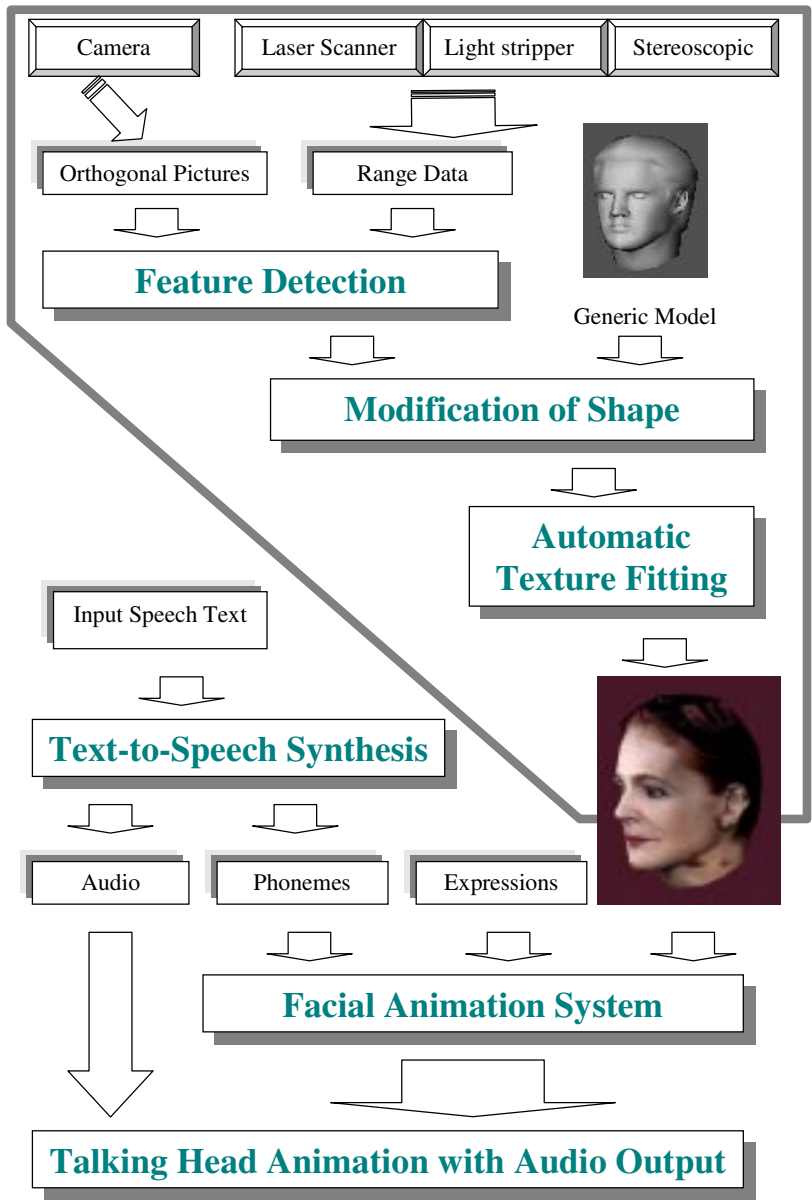 Camera
Laser Scanner
Light stripper
Stereoscopic
Orthogonal Pictures
Range Data
Feature Detection
Generic Model
Modification of Shape
Automatic
Texture Fitting
Input Speech Text
Text-to-Speech Synthesis
Audio
Phonemes
Expressions
Facial Animation System
Talking Head Animation with Audio Output